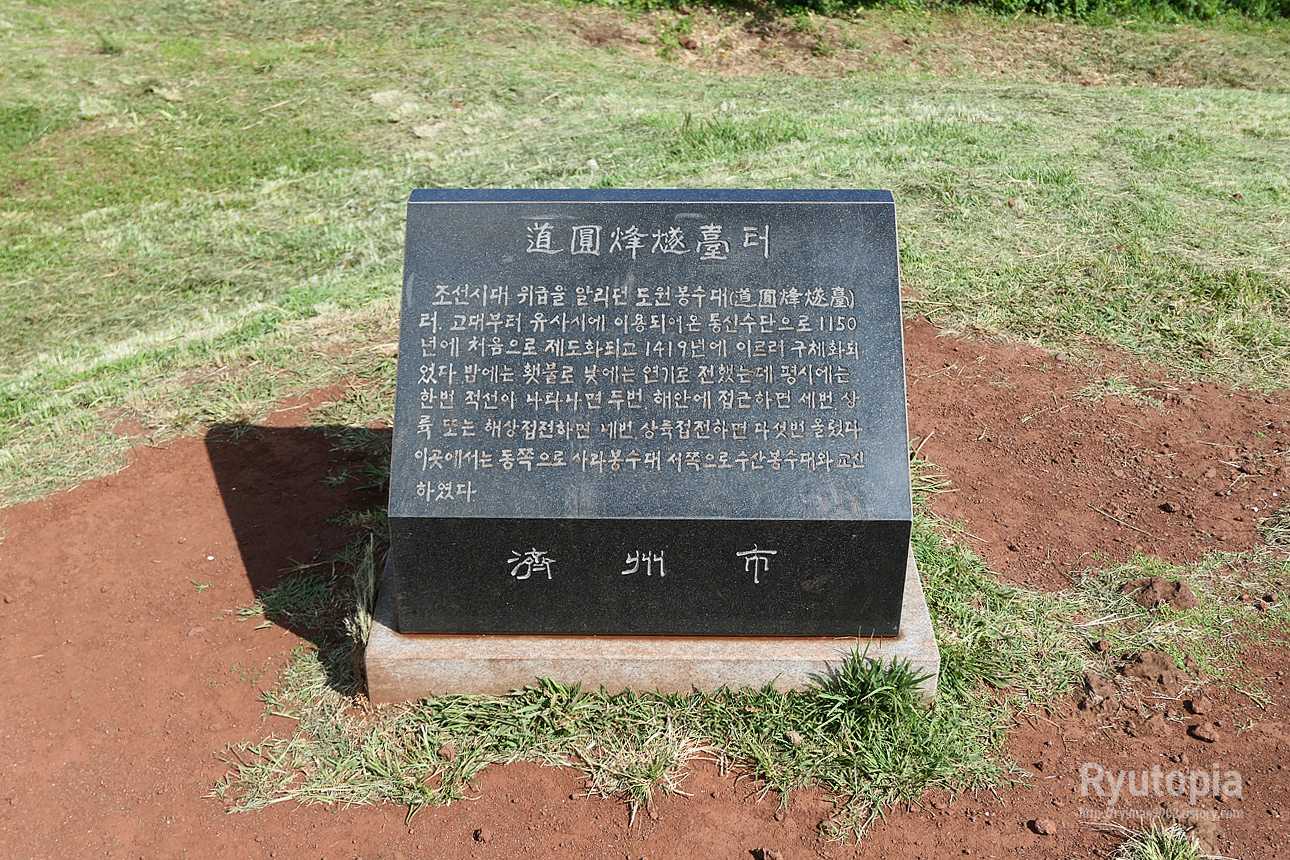 道圓烽燧臺터
조선시대 위급을 알리던 도원봉수대(道圓烽燧臺)
터. 고대부터 유사시에 이용되어온 통신수단으로 1150
년에 처음으로 제도화되고 1419년에 이르러 구체화되
었다. 밤에는 횃불로 낮에는 연기로 전했는데 평시에는
한번 적선이 나타나면 두번, 해안에 접근하면 세번, 상
륙 또는 해상접전하면 네번, 상륙접전하면 다섯번 올렸다
이곳에서는 동쪽으로 사라봉수대 서쪽으로 수산봉수대와 교신
하였다.
濟 州 市
Ryutopia